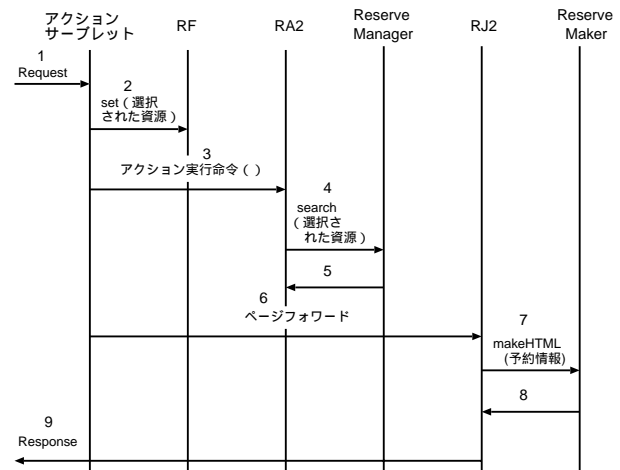 アクション
サーブレット
RF
RA2
Reserve
Manager
RJ2
Reserve
Maker
1
Request
2
set（選択
された資源）
3
アクション実行命令（）
4
search
（選択さ
れた資源）
5
6
ページフォワード
7
makeHTML
(予約情報)
8
9
Response